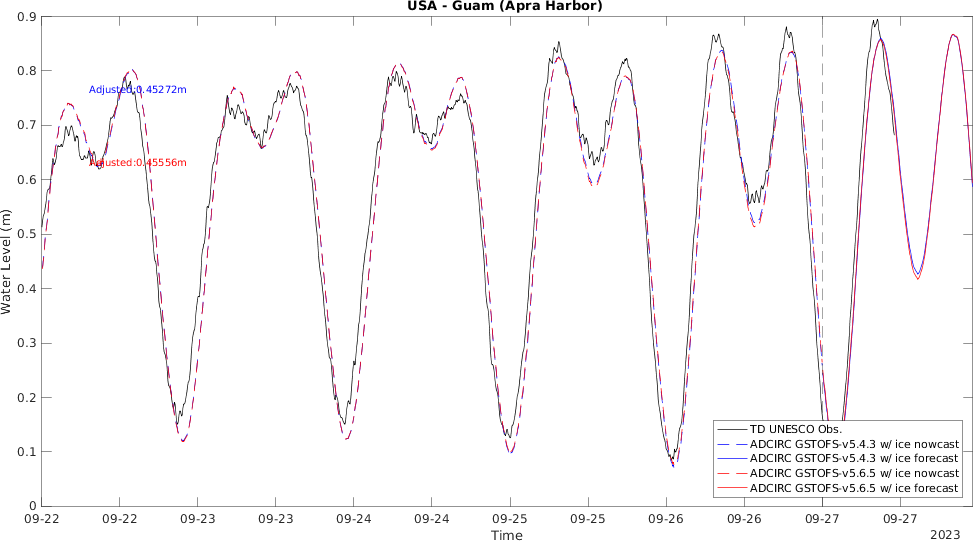 USA - Guam (Apra Harbor)
0.9
0.8
0.7
0.6
0.5
0.4
0.3
0.2
0.1
0
Water Level (m)
Adjusted:0.45272m
Adjusted:0.45556m
TD UNESCO Obs.
ADCIRC GSTOFS-v5.4.3 w/ ice nowcast
ADCIRC GSTOFS-v5.4.3 w/ ice forecast
ADCIRC GSTOFS-v5.6.5 w/ ice nowcast
ADCIRC GSTOFS-v5.6.5 w/ ice forecast
09-22 09-22 09-23 09-23 09-24 09-24 09-25 09-25 09-26 09-26 09-27 09-27
Time
2023